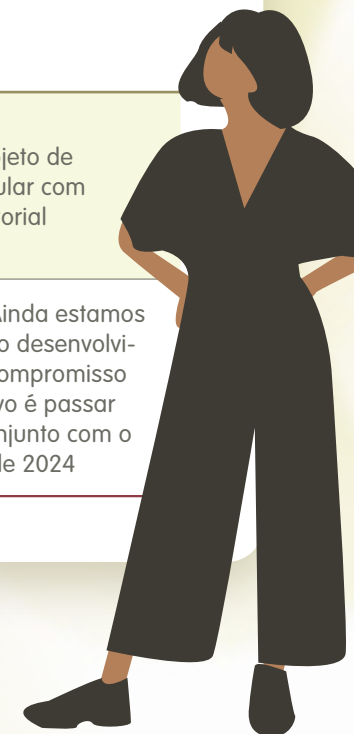 jeto de
ular com
orial
Ainda estamos
o desenvolvi-
ompromisso
vo é passar
njunto com o
de 2024